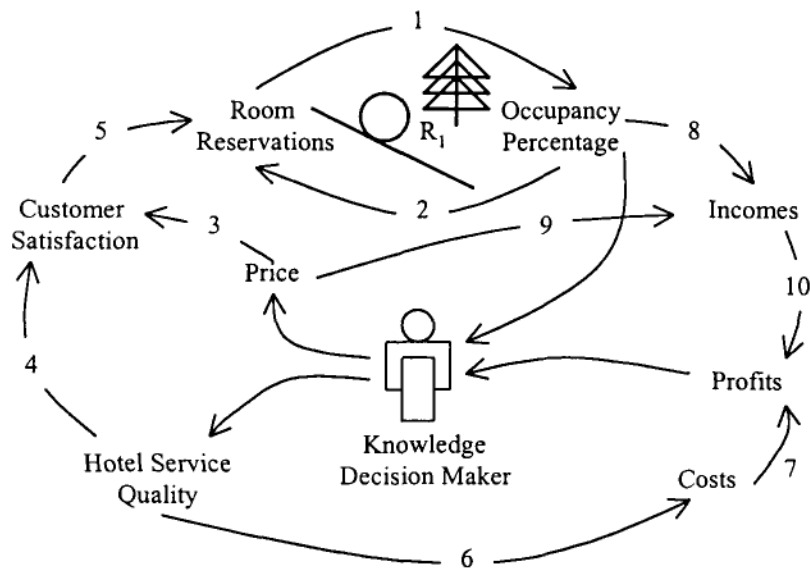 1
Room
Reservations
R₁
Occupancy
Percentage
5
8
2
Customer
Satisfaction
3
9
Incomes
Price
10
4
Profits
Knowledge
Decision Maker
Hotel Service
Quality
Costs
7
6